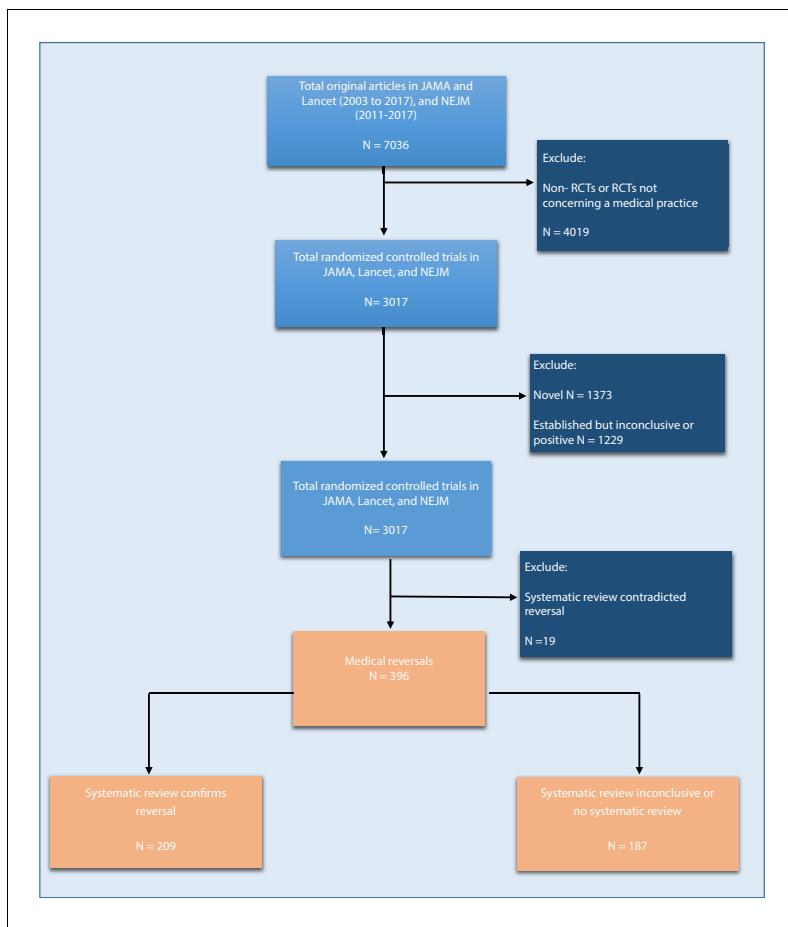 Total original articles in JAMA and
Lancet (2003 to 2017), and NEJM
(2011-2017)
N = 7036
Exclude:
Non- RCTs or RCTs not
concerning a medical practice
N = 4019
Total randomized controlled trials in
JAMA, Lancet, and NEJM
N= 3017
Exclude:
Novel N = 1373
Established but inconclusive or
positive N = 1229
Total randomized controlled trials in
JAMA, Lancet, and NEJM
N= 3017
Exclude:
Systematic review contradicted
reversal
N =19
Medical reversals
N = 396
Systematic review confirms
reversal
N = 209
Systematic review inconclusive or
no systematic review
N = 187